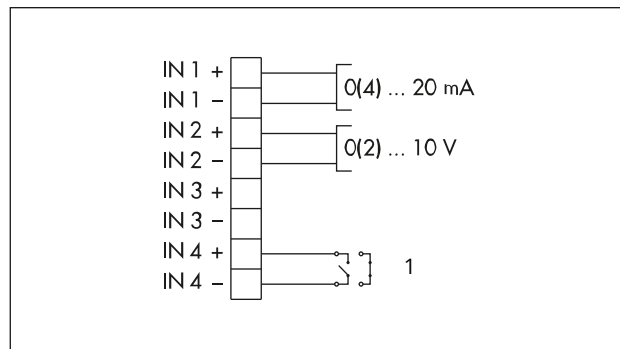 IN 1 +
0(4) ... 20 mA
IN 1 −
IN 2 +
0(2) ... 10 V
IN 2 −
IN 3 +
IN 3 −
IN 4 +
1
IN 4 −